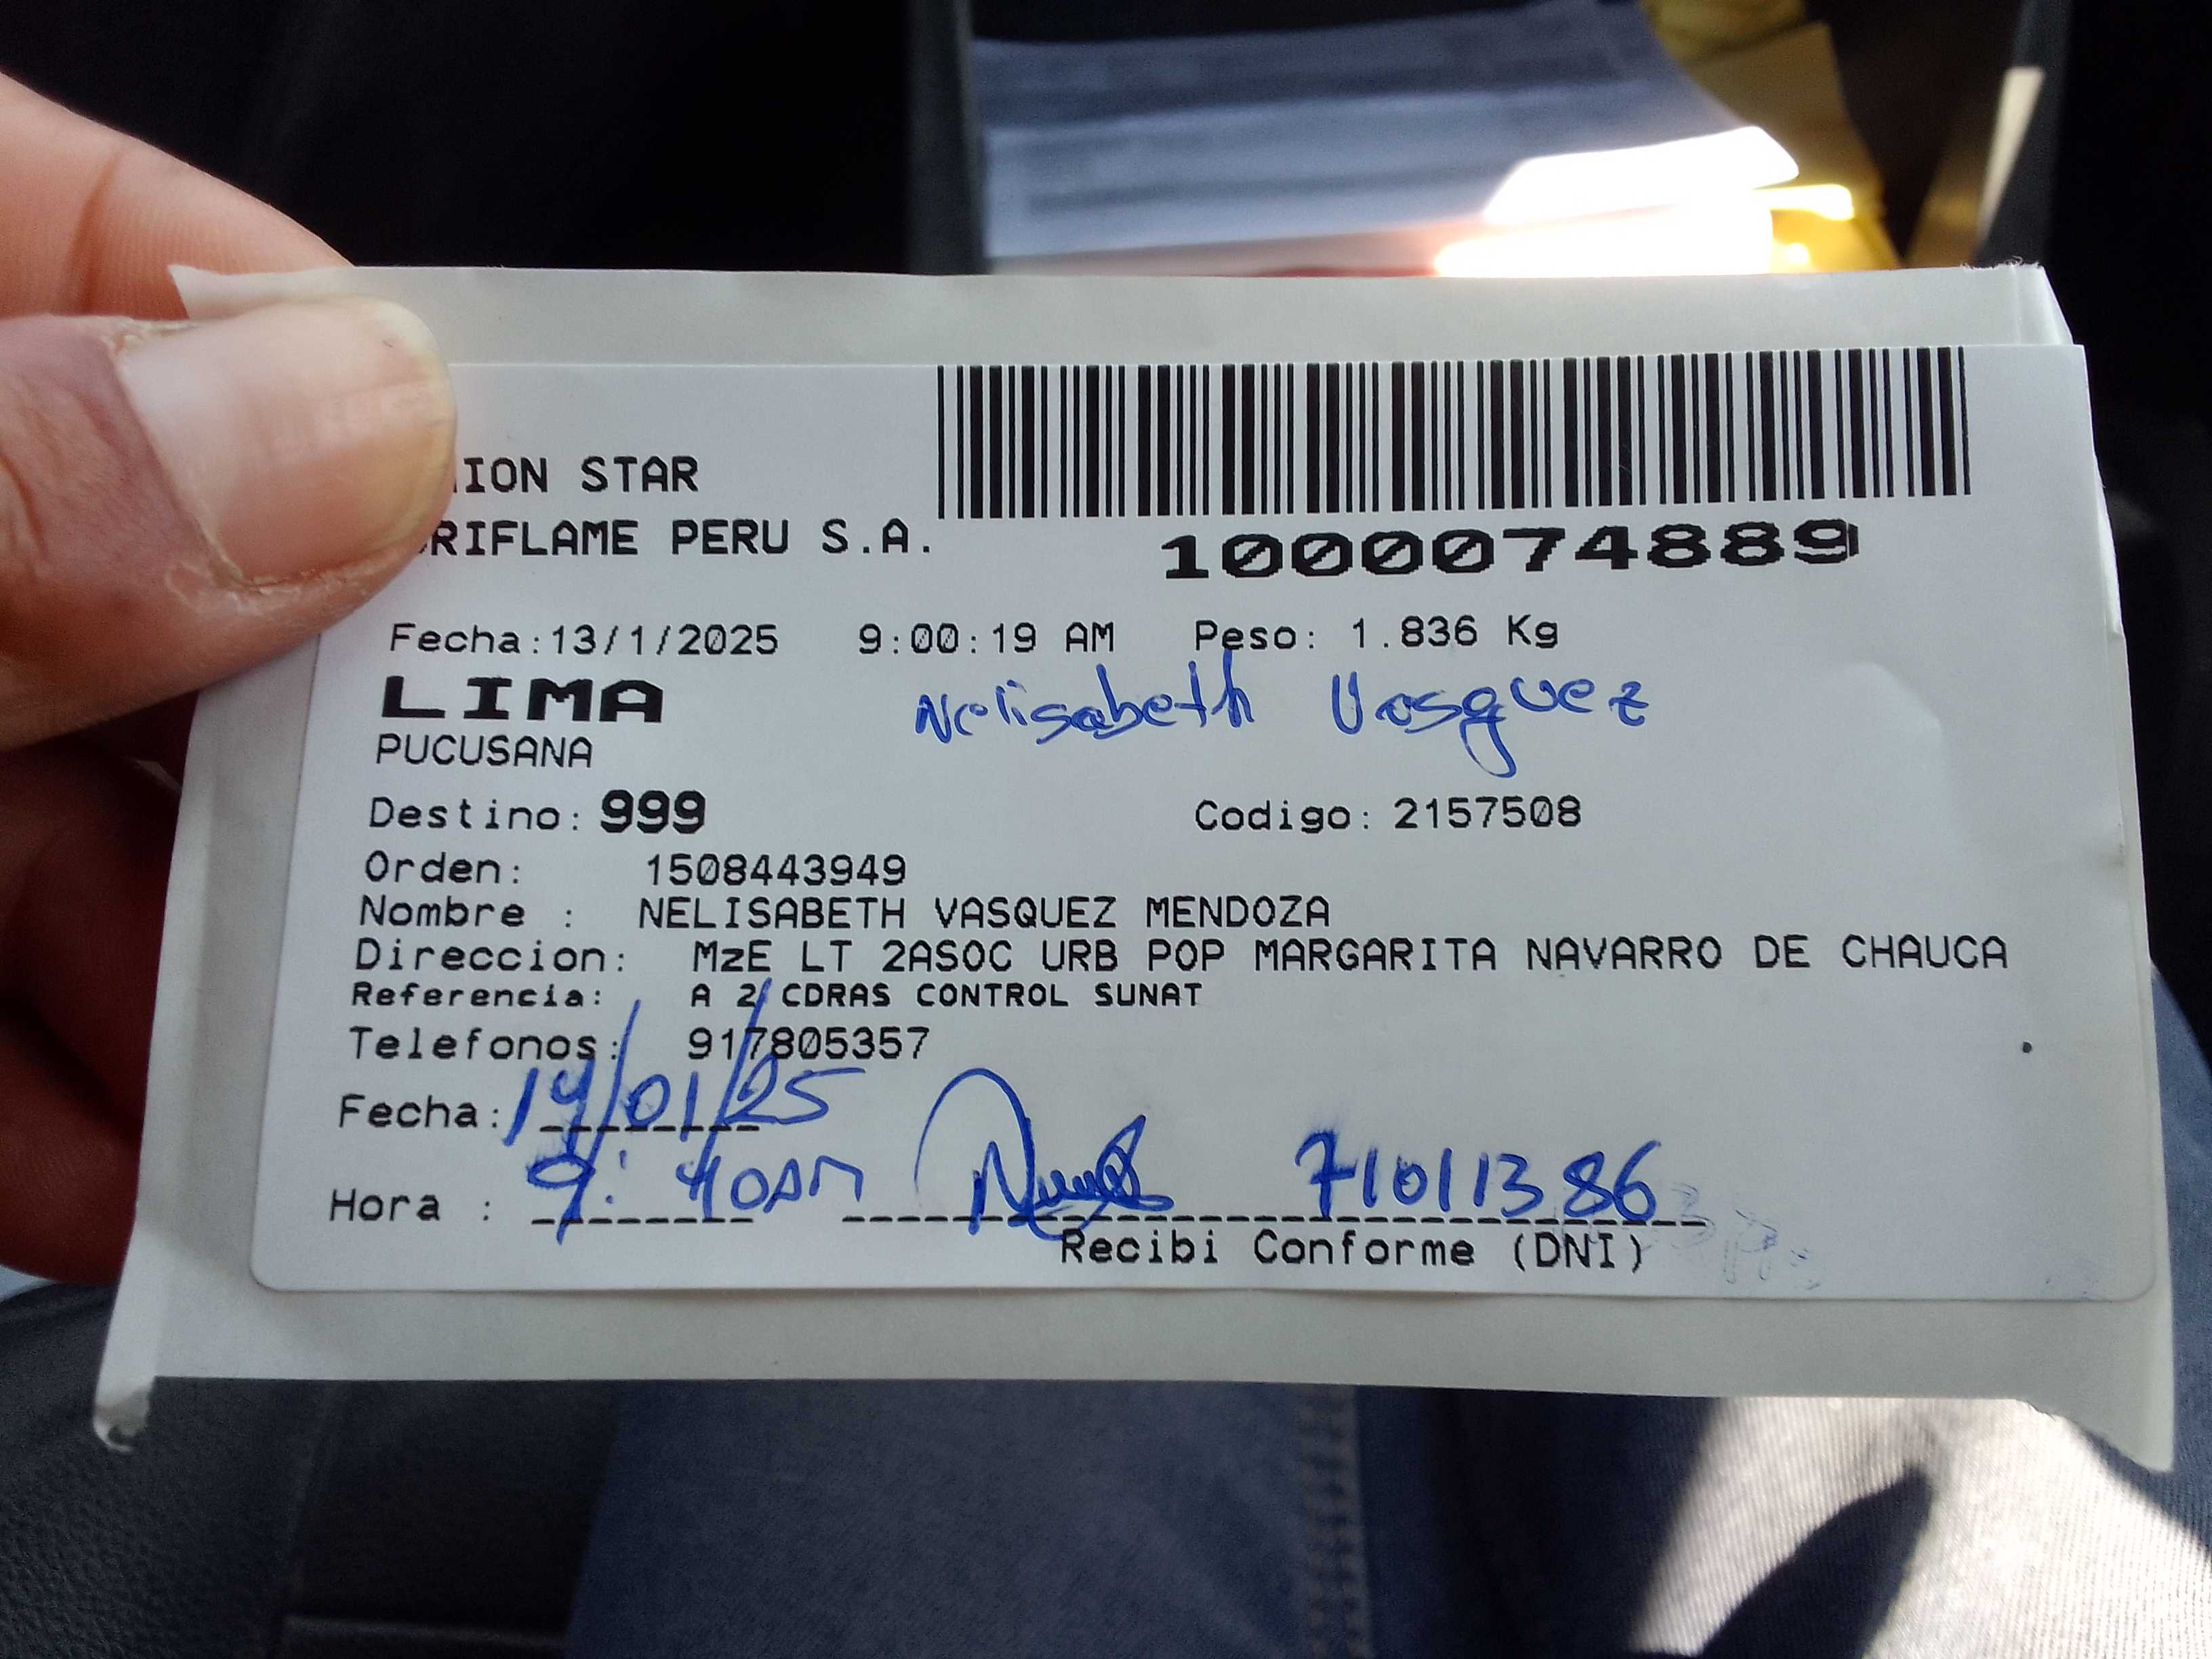 ION STAR
RIFLAME PERU S.A.
1000074889
Fecha:13/1/2025 9:00:19 AM Peso: 1.836 Kg
LIMA Nelisabeth Vasquez
PUCUSANA
Destino: 999 Codigo: 2157508
Orden: 1508443949
Nombre : NELISABETH VASQUEZ MENDOZA
Direccion: MzE LT 2ASOC URB POP MARGARITA NAVARRO DE CHAUCA
Referencia: A 2 CDRAS CONTROL SUNAT
Telefonos: 917805357
Fecha: 14/01/25
Hora : 9:40AM 71011386
Recibi Conforme (DNI)